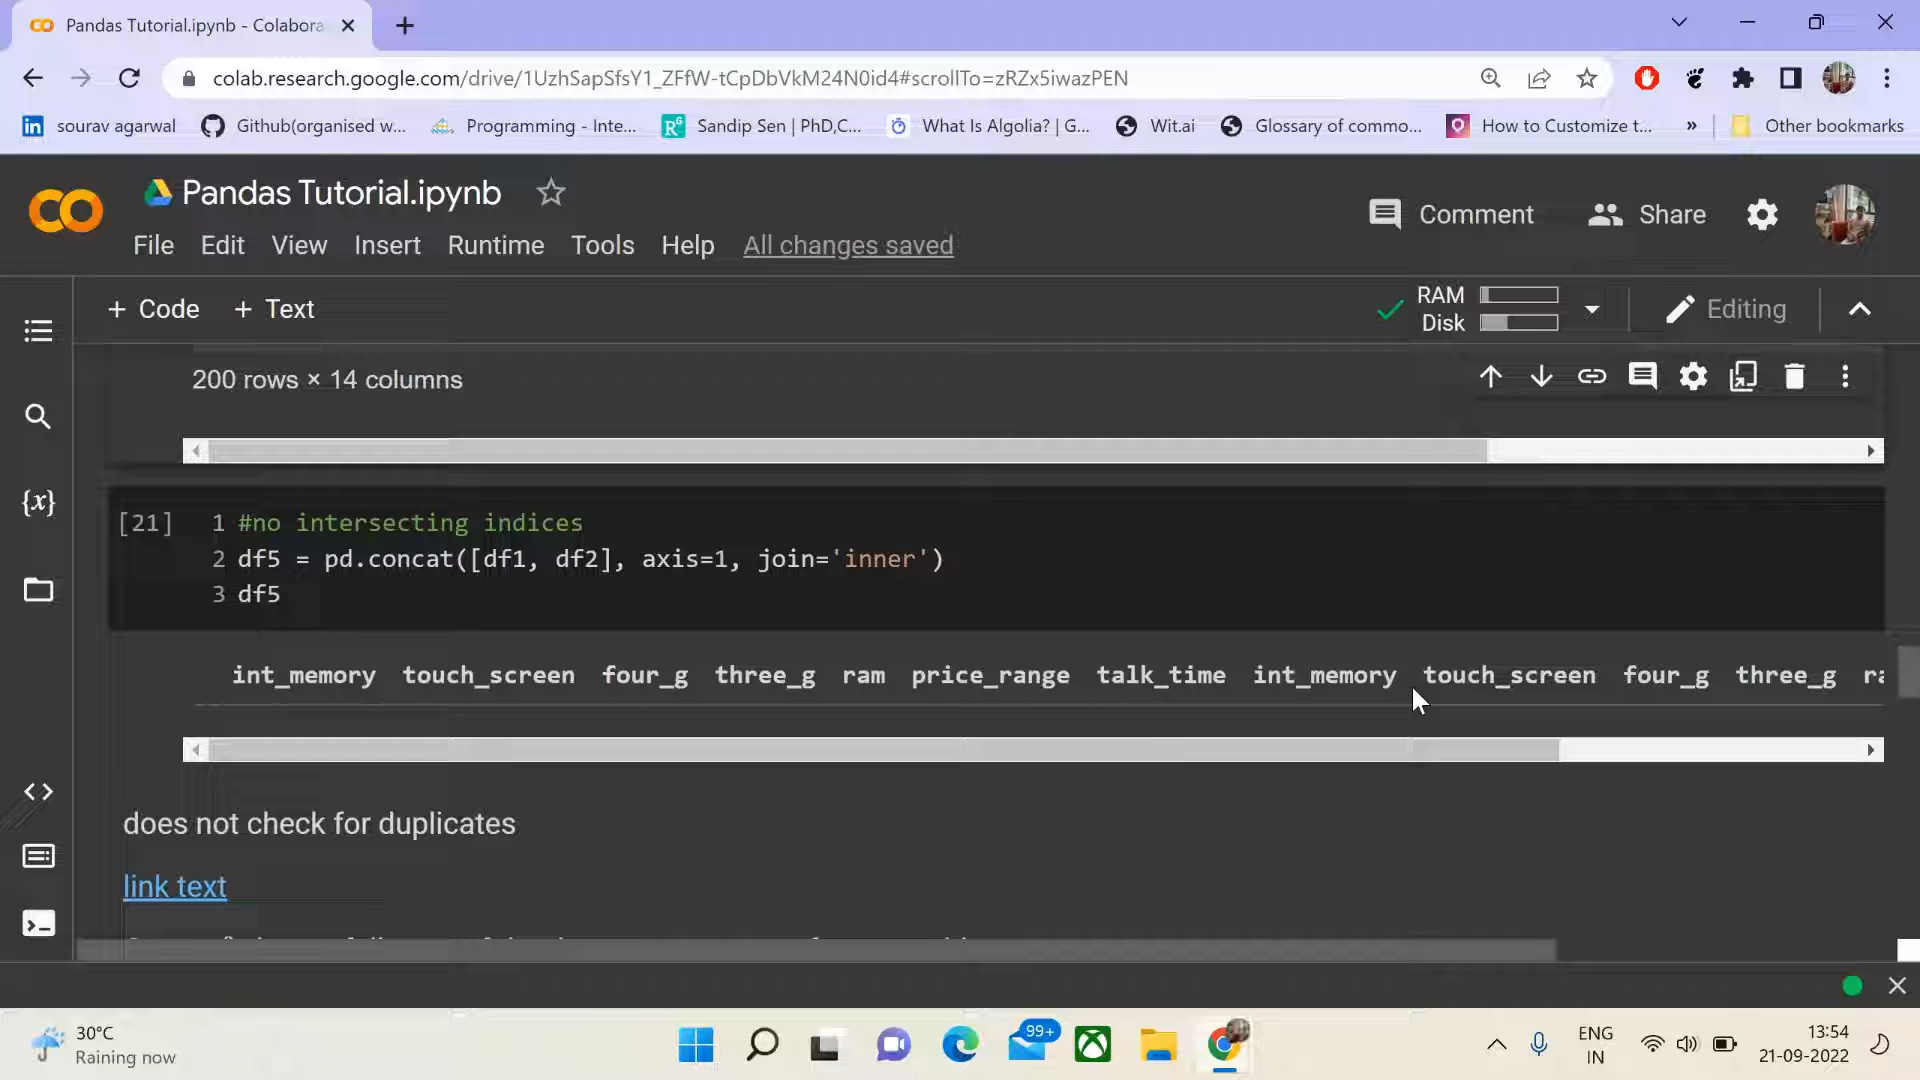 Pandas Tutorial.ipynb - Colabora
colab.research.google.com/drive/1UzhSapSfsY1_ZFfW-tCpDbVkM24N0id4#scrollTo=zRZx5iwazPEN
sourav agarwal Github(organised w... Programming - Inte... Sandip Sen | PhD,C... What Is Algolia? | G... Wit.ai Glossary of commo... How to Customize t... » Other bookmarks
Pandas Tutorial.ipynb
Comment Share
File Edit View Insert Runtime Tools Help All changes saved
+ Code + Text
RAM
Disk
Editing
200 rows × 14 columns
[21] 1 #no intersecting indices
2 df5 = pd.concat([df1, df2], axis=1, join='inner')
3 df5
int_memory touch_screen four_g three_g ram price_range talk_time int_memory touch_screen four_g three_g ra
does not check for duplicates
link text
30°C
Raining now
99+
ENG
IN
13:54
21-09-2022